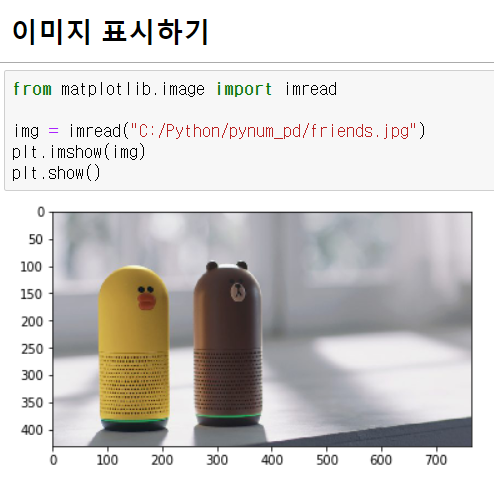 이미지 표시하기
from matplotlib.image import imread
img = imread("C:/Python/pynum_pd/friends.jpg")
plt.imshow(img)
plt.show()
0
50
100
150
200
250
300
350
400
0 100 200 300 400 500 600 700